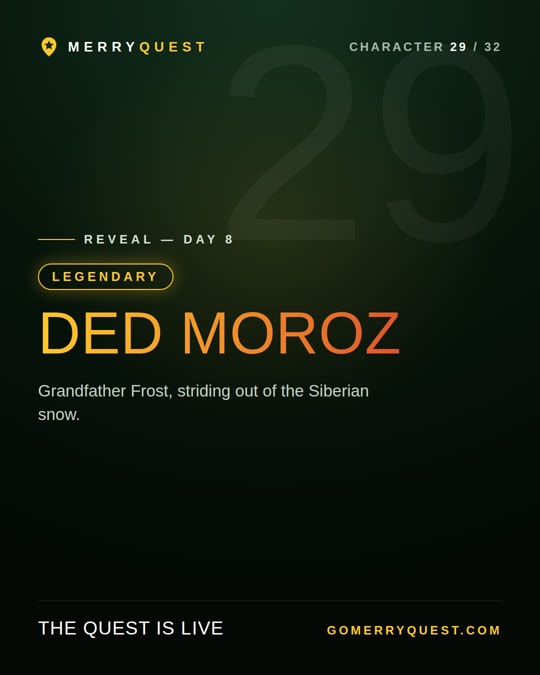 MERRYQUEST
CHARACTER 29 / 32
29
REVEAL — DAY 8
LEGENDARY
DED MOROZ
Grandfather Frost, striding out of the Siberian
snow.
THE QUEST IS LIVE
GOMERRYQUEST.COM